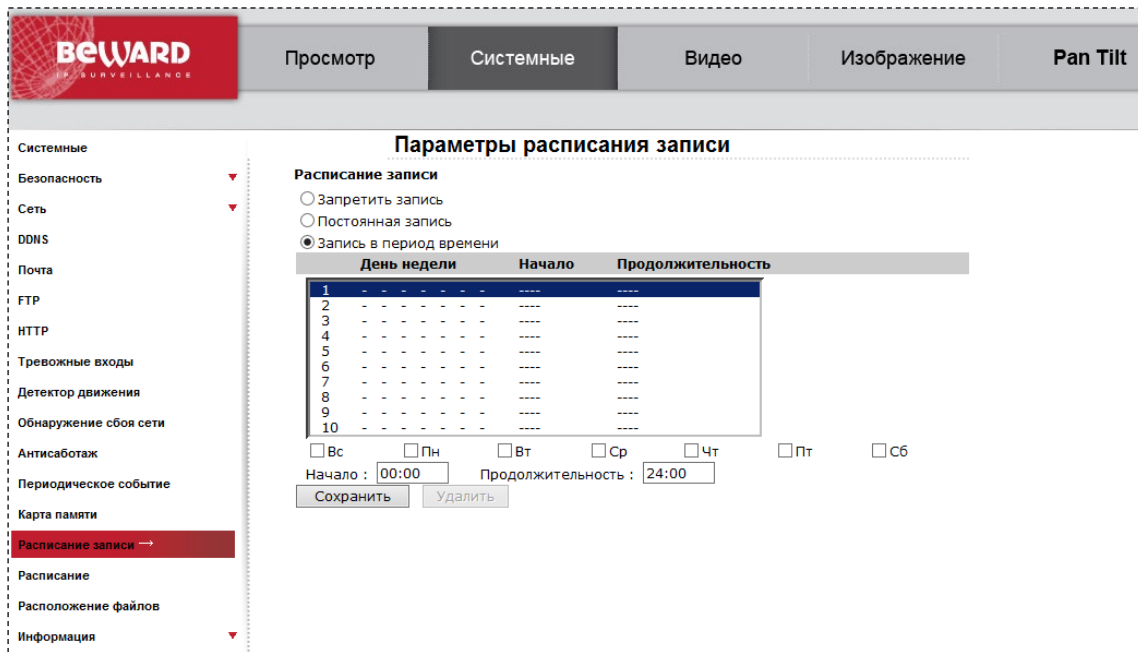 BEWARD
IP SURVEILLANCE
Просмотр Системные Видео Изображение Pan Tilt
Системные
Безопасность
Сеть
DDNS
Почта
FTP
HTTP
Тревожные входы
Детектор движения
Обнаружение сбоя сети
Антисаботаж
Периодическое событие
Карта памяти
Расписание записи →
Расписание
Расположение файлов
Информация
Параметры расписания записи
Расписание записи
Запретить запись
Постоянная запись
Запись в период времени
День недели Начало Продолжительность
1 - - - - - - - ---- ----
2 - - - - - - - ---- ----
3 - - - - - - - ---- ----
4 - - - - - - - ---- ----
5 - - - - - - - ---- ----
6 - - - - - - - ---- ----
7 - - - - - - - ---- ----
8 - - - - - - - ---- ----
9 - - - - - - - ---- ----
10 - - - - - - - ---- ----
Вс Пн Вт Ср Чт Пт Сб
Начало : 00:00 Продолжительность : 24:00
Сохранить Удалить